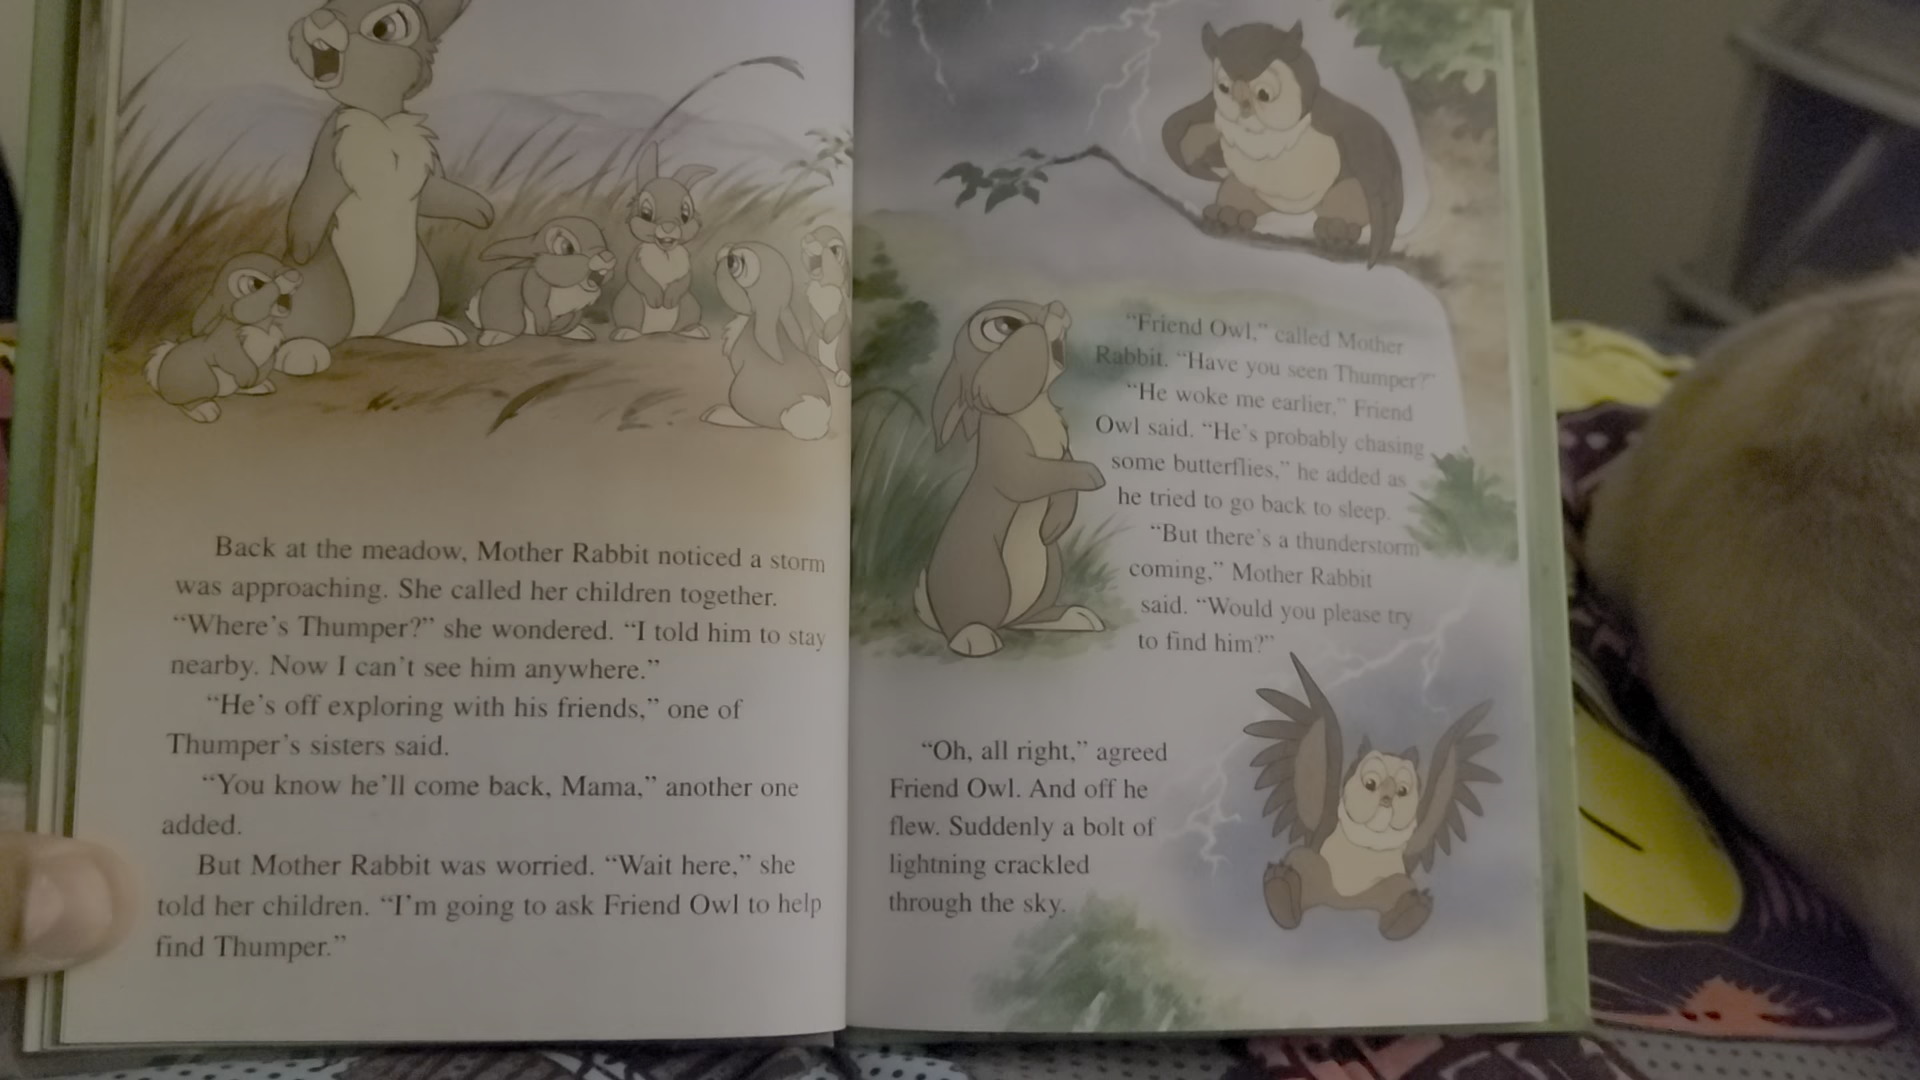 Back at the meadow, Mother Rabbit noticed a storm
was approaching. She called her children together.
“Where’s Thumper?” she wondered. “I told him to stay
nearby. Now I can’t see him anywhere.”
“He’s off exploring with his friends,” one of
Thumper’s sisters said.
“You know he’ll come back, Mama,” another one
added.
But Mother Rabbit was worried. “Wait here,” she
told her children. “I’m going to ask Friend Owl to help
find Thumper.”
“Friend Owl,” called Mother
Rabbit. “Have you seen Thumper?”
“He woke me earlier,” Friend
Owl said. “He’s probably chasing
some butterflies,” he added as
he tried to go back to sleep.
“But there’s a thunderstorm
coming,” Mother Rabbit
said. “Would you please try
to find him?”
“Oh, all right,” agreed
Friend Owl. And off he
flew. Suddenly a bolt of
lightning crackled
through the sky.